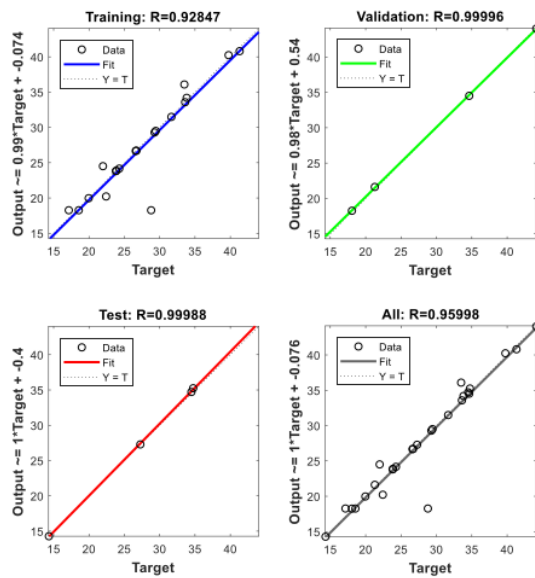 Training: R=0.92847
Output ~= 0.99*Target + -0.074
40
35
30
25
20
15
Data
Fit
Y = T
15 20 25 30 35 40
Target
Validation: R=0.99996
Output ~= 0.98*Target + 0.54
40
35
30
25
20
15
Data
Fit
Y = T
15 20 25 30 35 40
Target
Test: R=0.99988
Output ~= 1*Target + -0.4
40
35
30
25
20
15
Data
Fit
Y = T
15 20 25 30 35 40
Target
All: R=0.95998
Output ~= 1*Target + -0.076
40
35
30
25
20
15
Data
Fit
Y = T
15 20 25 30 35 40
Target